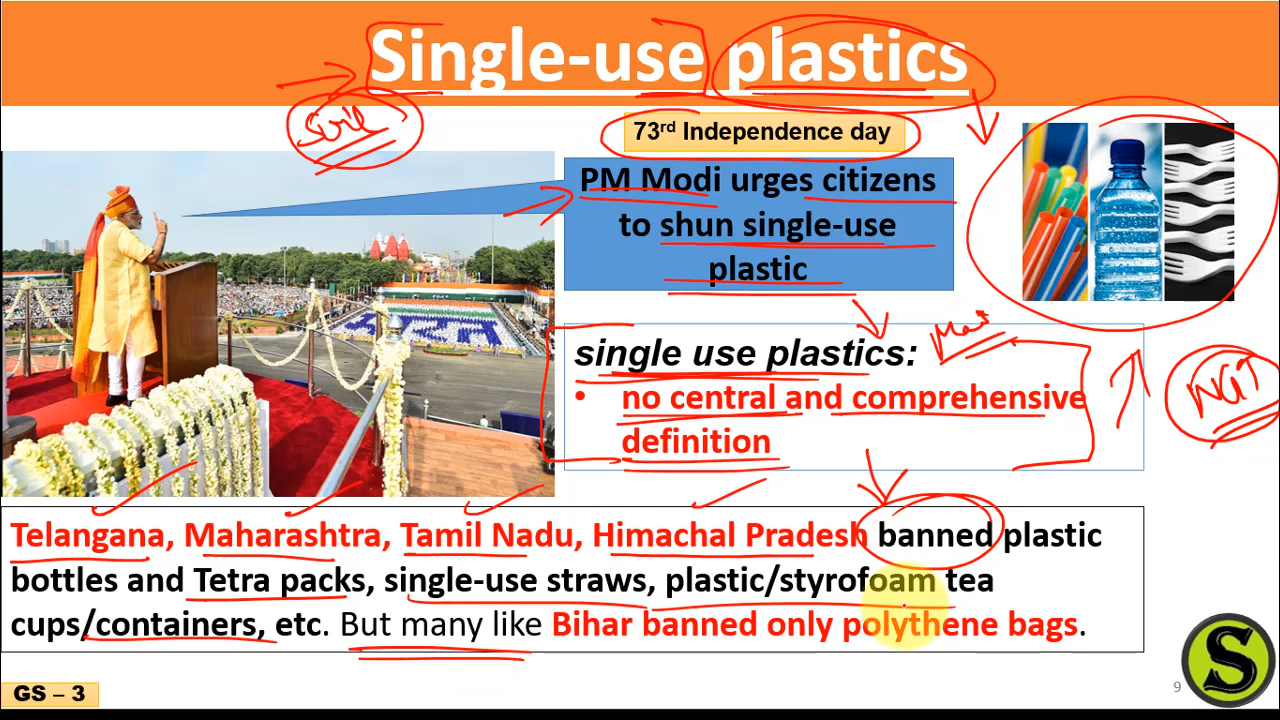 Single-use plastics
73rd Independence day
PM Modi urges citizens
to shun single-use
plastic
single use plastics:
• no central and comprehensive
definition
NGT
Telangana, Maharashtra, Tamil Nadu, Himachal Pradesh banned plastic
bottles and Tetra packs, single-use straws, plastic/styrofoam tea
cups/containers, etc. But many like Bihar banned only polythene bags.
GS – 3
9
S